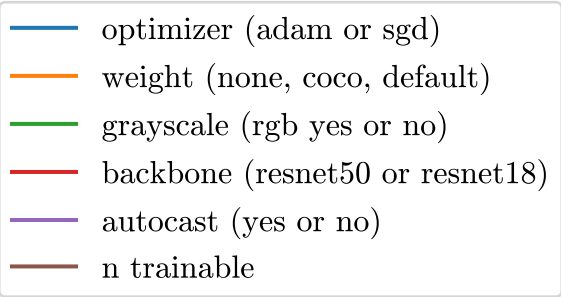 optimizer (adam or sgd)
weight (none, coco, default)
grayscale (rgb yes or no)
backbone (resnet50 or resnet18)
autocast (yes or no)
n trainable